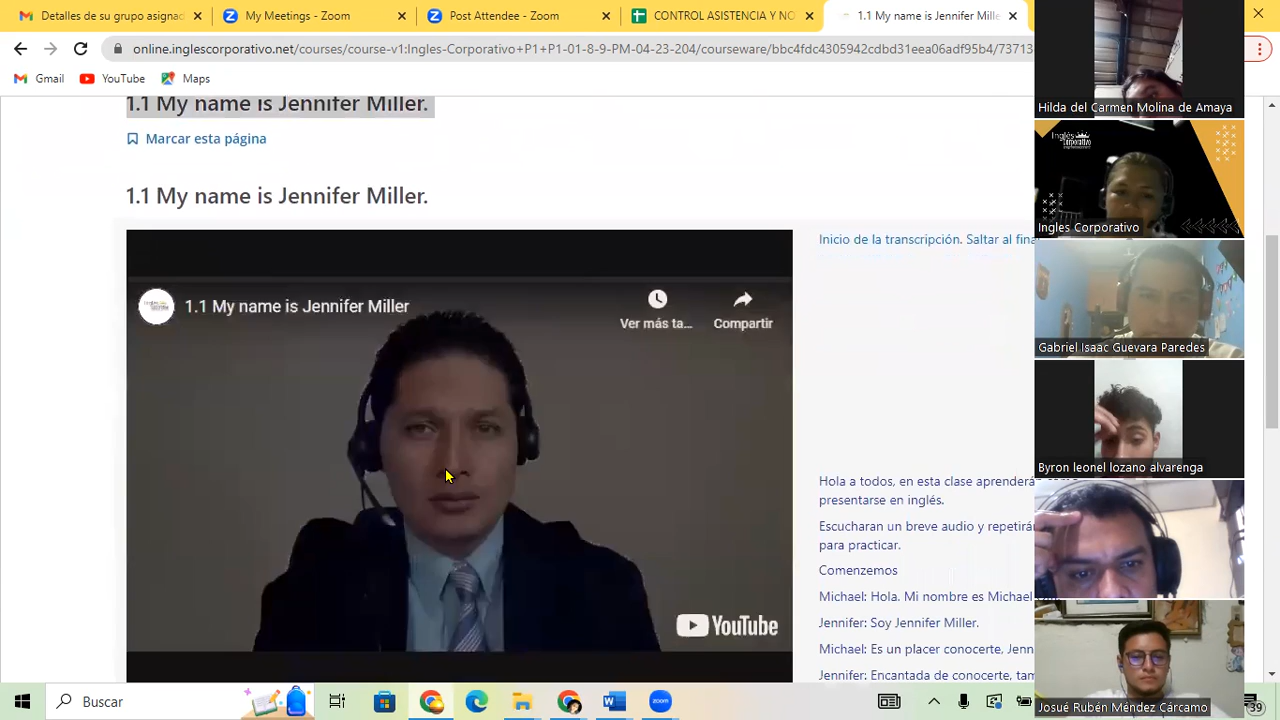 Detalles de su grupo asignad
My Meetings - Zoom
Post Attendee - Zoom
CONTROL ASISTENCIA Y NO
1.1 My name is Jennifer Mille
online.inglescorporativo.net/courses/course-v1:Ingles-Corporativo+P1+P1-01-8-9-PM-04-23-204/courseware/bbc4fdc4305942cdbd31eea06adf95b4/73713
Gmail
YouTube
Maps
1.1 My name is Jennifer Miller.
Marcar esta página
1.1 My name is Jennifer Miller.
1.1 My name is Jennifer Miller
Ver más ta...
Compartir
YouTube
Inicio de la transcripción. Saltar al fina
Hola a todos, en esta clase aprenderán
presentarse en inglés.
Escucharan un breve audio y repetirán
para practicar.
Comenzemos
Michael: Hola. Mi nombre es Michael
Jennifer: Soy Jennifer Miller.
Michael: Es un placer conocerte, Jenn
Jennifer: Encantada de conocerte, tam
Hilda del Carmen Molina de Amaya
Inglés
Corporativo
Ingles Corporativo
Gabriel Isaac Guevara Paredes
Byron leonel lozano alvarenga
Josué Rubén Méndez Cárcamo
Buscar
zoom
39